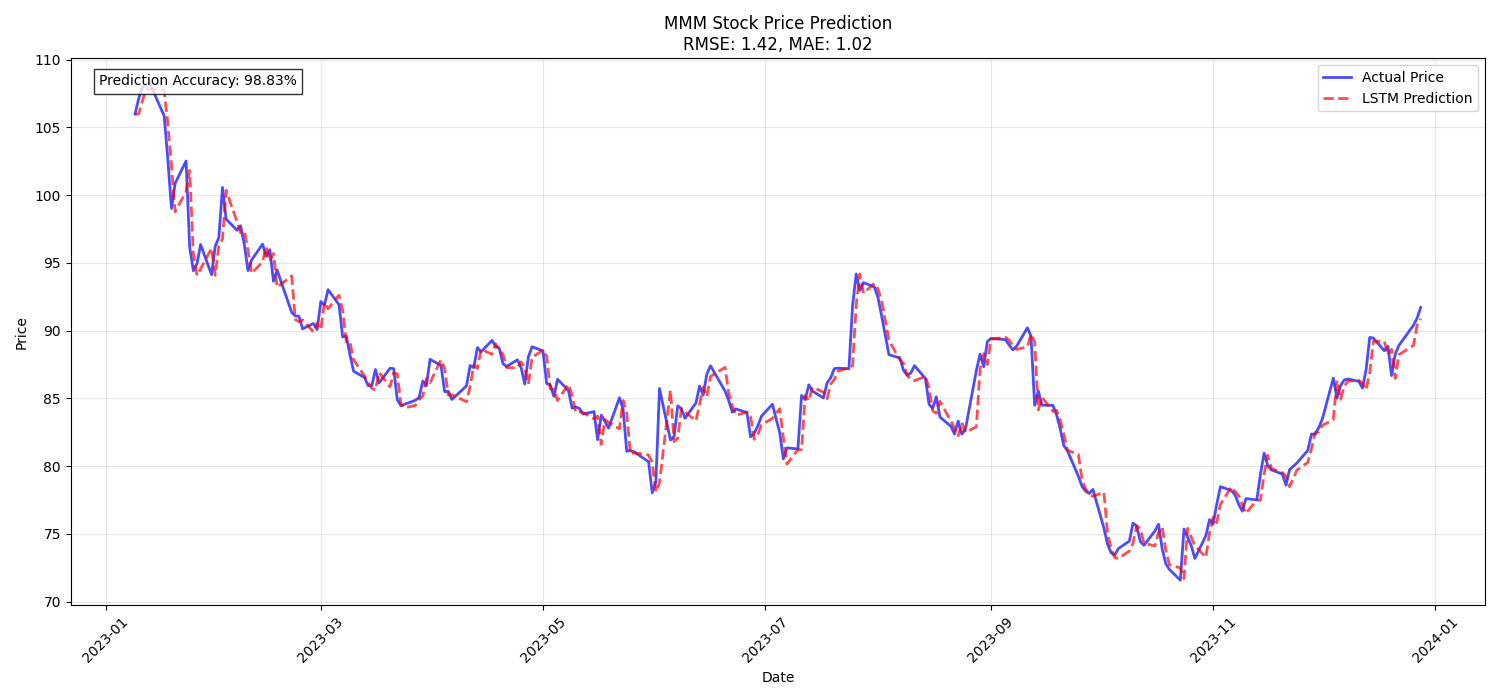 MMM Stock Price Prediction
RMSE: 1.42, MAE: 1.02
Prediction Accuracy: 98.83%
Actual Price
LSTM Prediction
Price
110
105
100
95
90
85
80
75
70
2023-01
2023-03
2023-05
2023-07
2023-09
2023-11
2024-01
Date